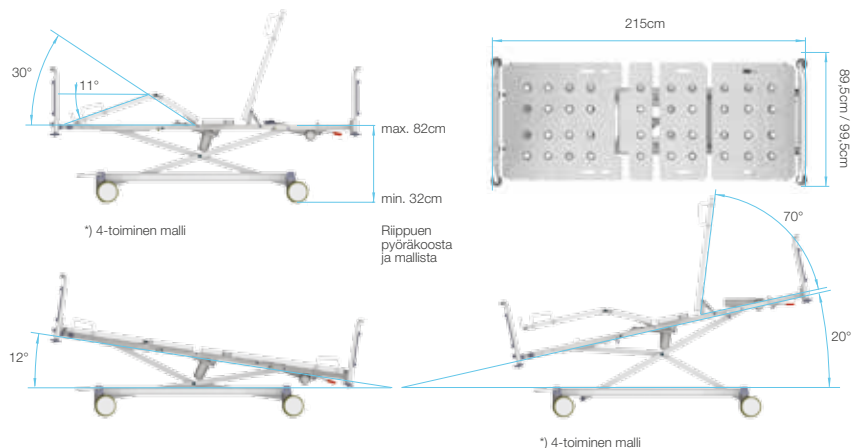 30°
11°
max. 82cm
min. 32cm
*) 4-toiminen malli
Riippuen
pyöräkoosta
ja mallista
215cm
89,5cm / 99,5cm
12°
70°
20°
*) 4-toiminen malli